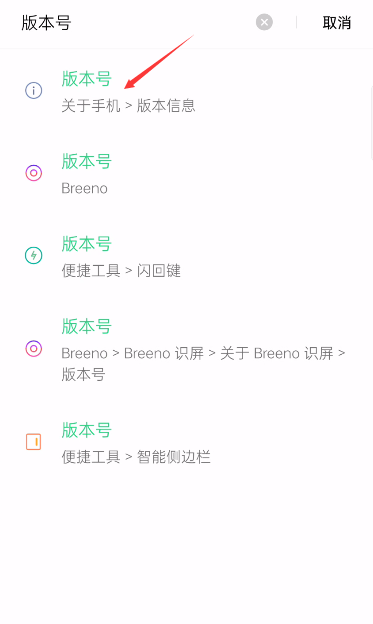 版本号
取消
版本号
关于手机 > 版本信息
版本号
Breeno
版本号
便捷工具 > 闪回键
版本号
Breeno > Breeno 识屏 > 关于 Breeno 识屏 >
版本号
版本号
便捷工具 > 智能侧边栏